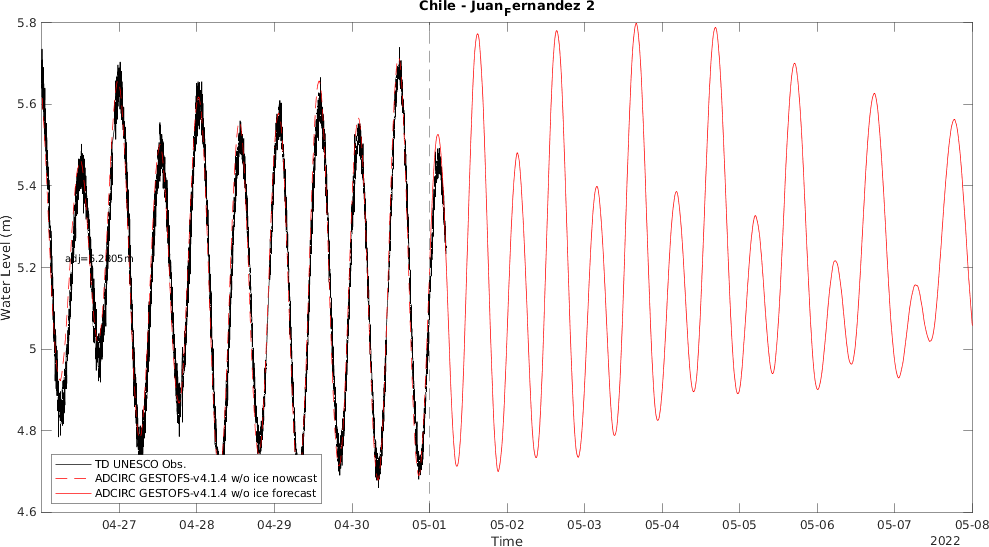 Chile - Juan_Fernandez 2
5.8
5.6
5.4
5.2
5
4.8
4.6
Water Level (m)
TD UNESCO Obs.
ADCIRC GESTOFS-v4.1.4 w/o ice nowcast
ADCIRC GESTOFS-v4.1.4 w/o ice forecast
04-27 04-28 04-29 04-30 05-01 05-02 05-03 05-04 05-05 05-06 05-07 05-08
Time
2022